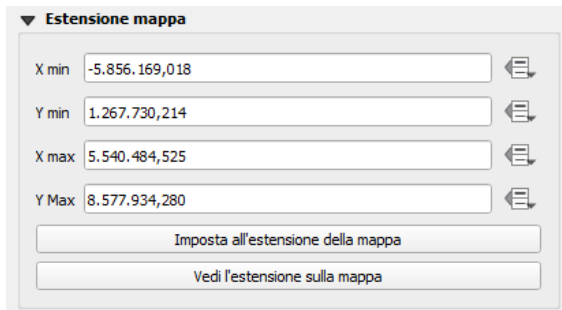 Estensione mappa
X min -5.856.169,018
Y min 1.267.730,214
X max 5.540.484,525
Y Max 8.577.934,280
Imposta all'estensione della mappa
Vedi l'estensione sulla mappa